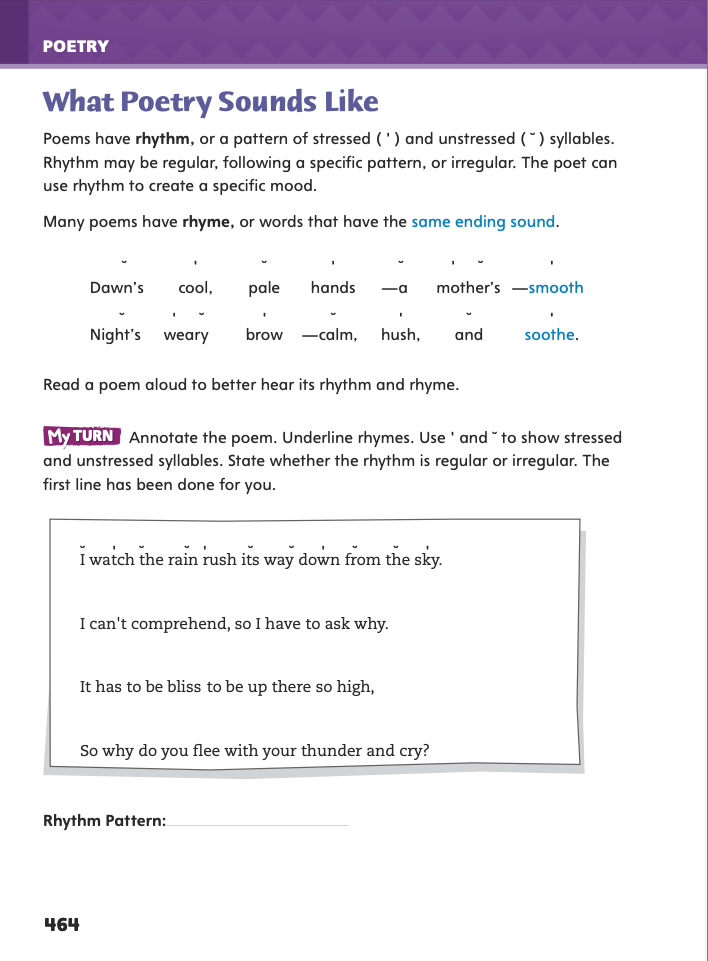 POETRY
What Poetry Sounds Like
Poems have rhythm, or a pattern of stressed ( ' ) and unstressed ( ˘ ) syllables.
Rhythm may be regular, following a specific pattern, or irregular. The poet can
use rhythm to create a specific mood.
Many poems have rhyme, or words that have the same ending sound.
˘ ' ˘ ' ˘ ' ˘ '
Dawn's cool, pale hands —a mother's —smooth
˘ ' ˘ ' ˘ ' ˘ '
Night's weary brow —calm, hush, and soothe.
Read a poem aloud to better hear its rhythm and rhyme.
My TURN Annotate the poem. Underline rhymes. Use ' and ˘ to show stressed
and unstressed syllables. State whether the rhythm is regular or irregular. The
first line has been done for you.
˘ ' ˘ ˘ ' ˘ ˘ ' ˘ ˘ '
I watch the rain rush its way down from the sky.
I can't comprehend, so I have to ask why.
It has to be bliss to be up there so high,
So why do you flee with your thunder and cry?
Rhythm Pattern:
464